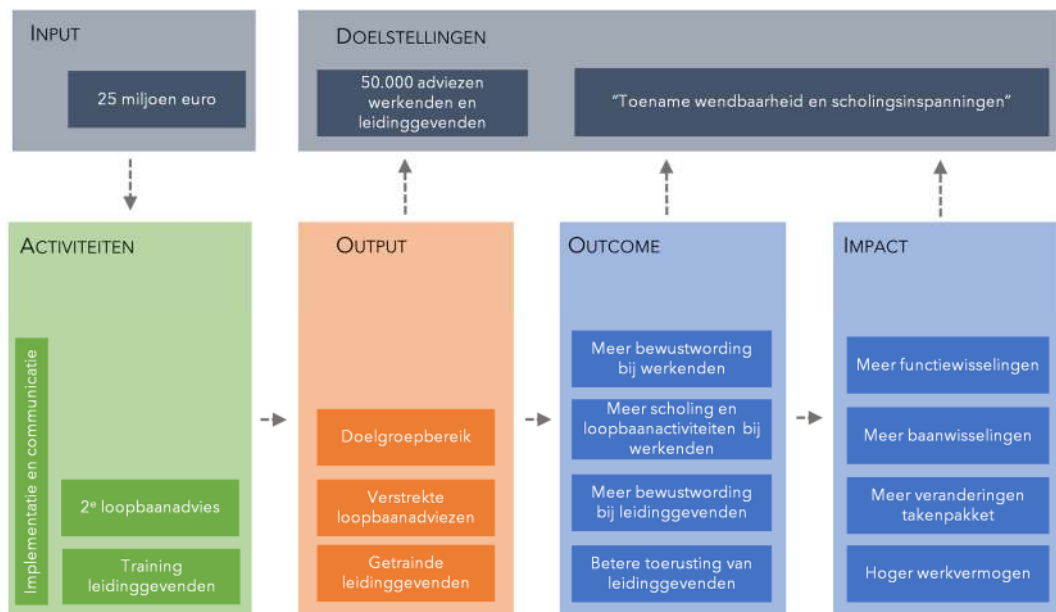 INPUT
25 miljoen euro
DOELSTELLINGEN
50.000 adviezen
werkenden en
leidinggevenden
“Toename wendbaarheid en scholingsinspanningen”
ACTIVITEITEN
Implementatie en communicatie
2e loopbaanadvies
Training
leidinggevenden
OUTPUT
Doelgroepbereik
Verstrekte
loopbaanadviezen
Getrainde
leidinggevenden
OUTCOME
Meer bewustwording
bij werkenden
Meer scholing en
loopbaanactiviteiten bij
werkenden
Meer bewustwording
bij leidinggevenden
Betere toerusting van
leidinggevenden
IMPACT
Meer functiewisselingen
Meer baanwisselingen
Meer veranderingen
takenpakket
Hoger werkvermogen